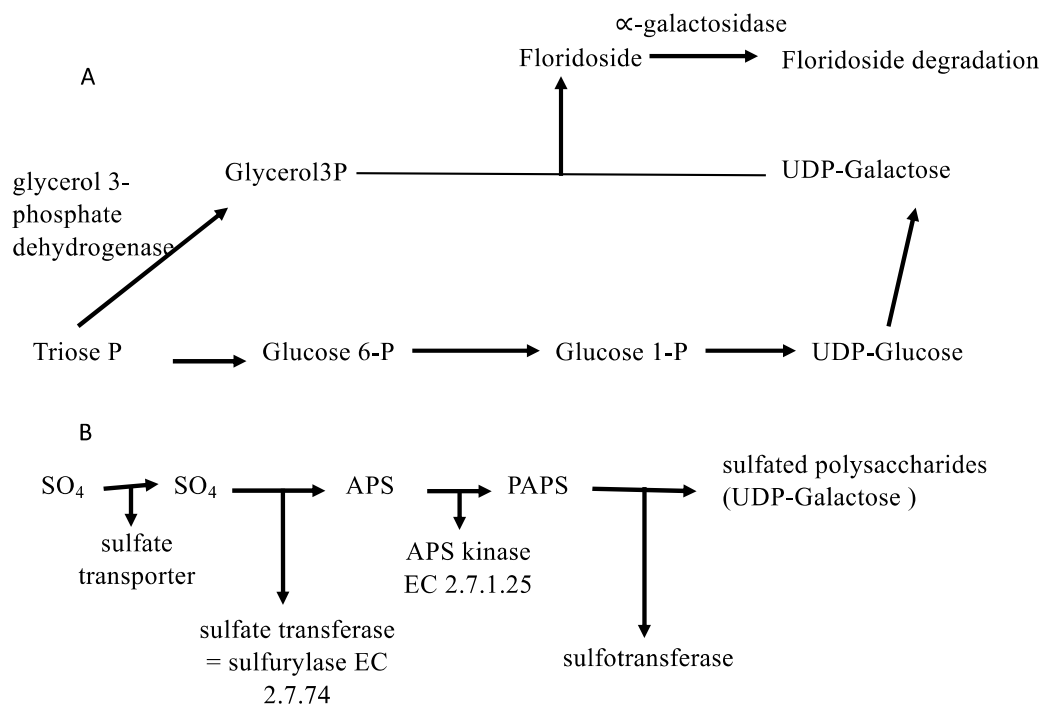 ∝-galactosidase
Floridoside
Floridoside degradation
A
Glycerol3P
UDP-Galactose
glycerol 3-
phosphate
dehydrogenase
Triose P
Glucose 6-P
Glucose 1-P
UDP-Glucose
B
SO₄
SO₄
APS
PAPS
sulfated polysaccharides
(UDP-Galactose )
sulfate
transporter
APS kinase
EC 2.7.1.25
sulfate transferase
= sulfurylase EC
2.7.74
sulfotransferase